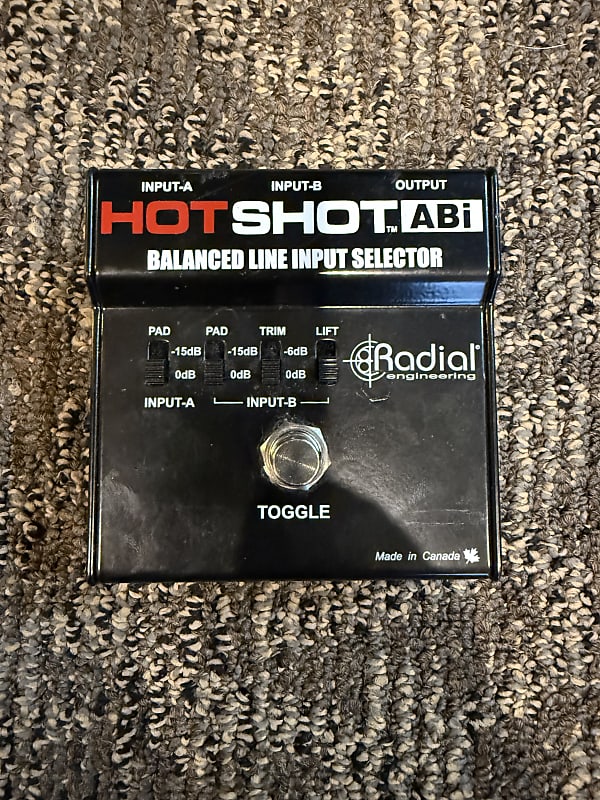 INPUT-A INPUT-B OUTPUT
HOTSHOT™ ABi
BALANCED LINE INPUT SELECTOR
PAD PAD TRIM LIFT
-15dB -15dB -6dB
0dB 0dB 0dB
Radial®
engineering
INPUT-A INPUT-B
TOGGLE
Made in Canada